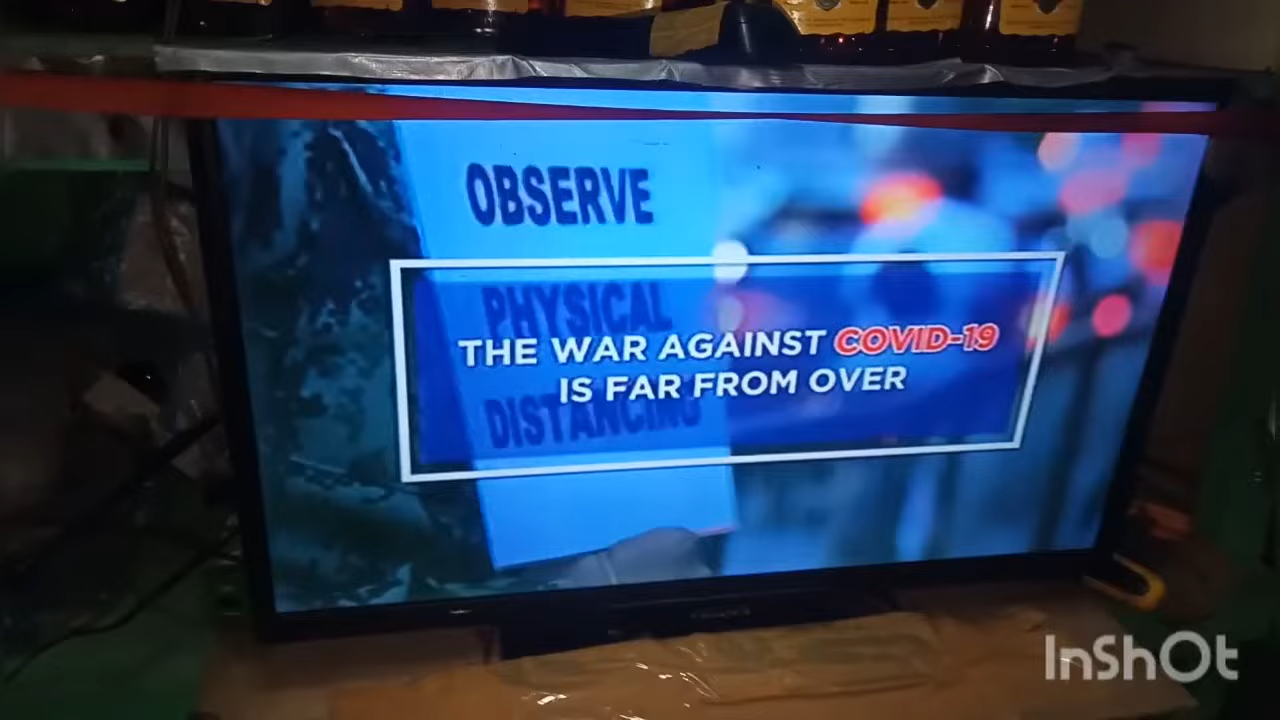 OBSERVE
PHYSICAL
THE WAR AGAINST COVID-19
IS FAR FROM OVER
DISTANCING
InShOt